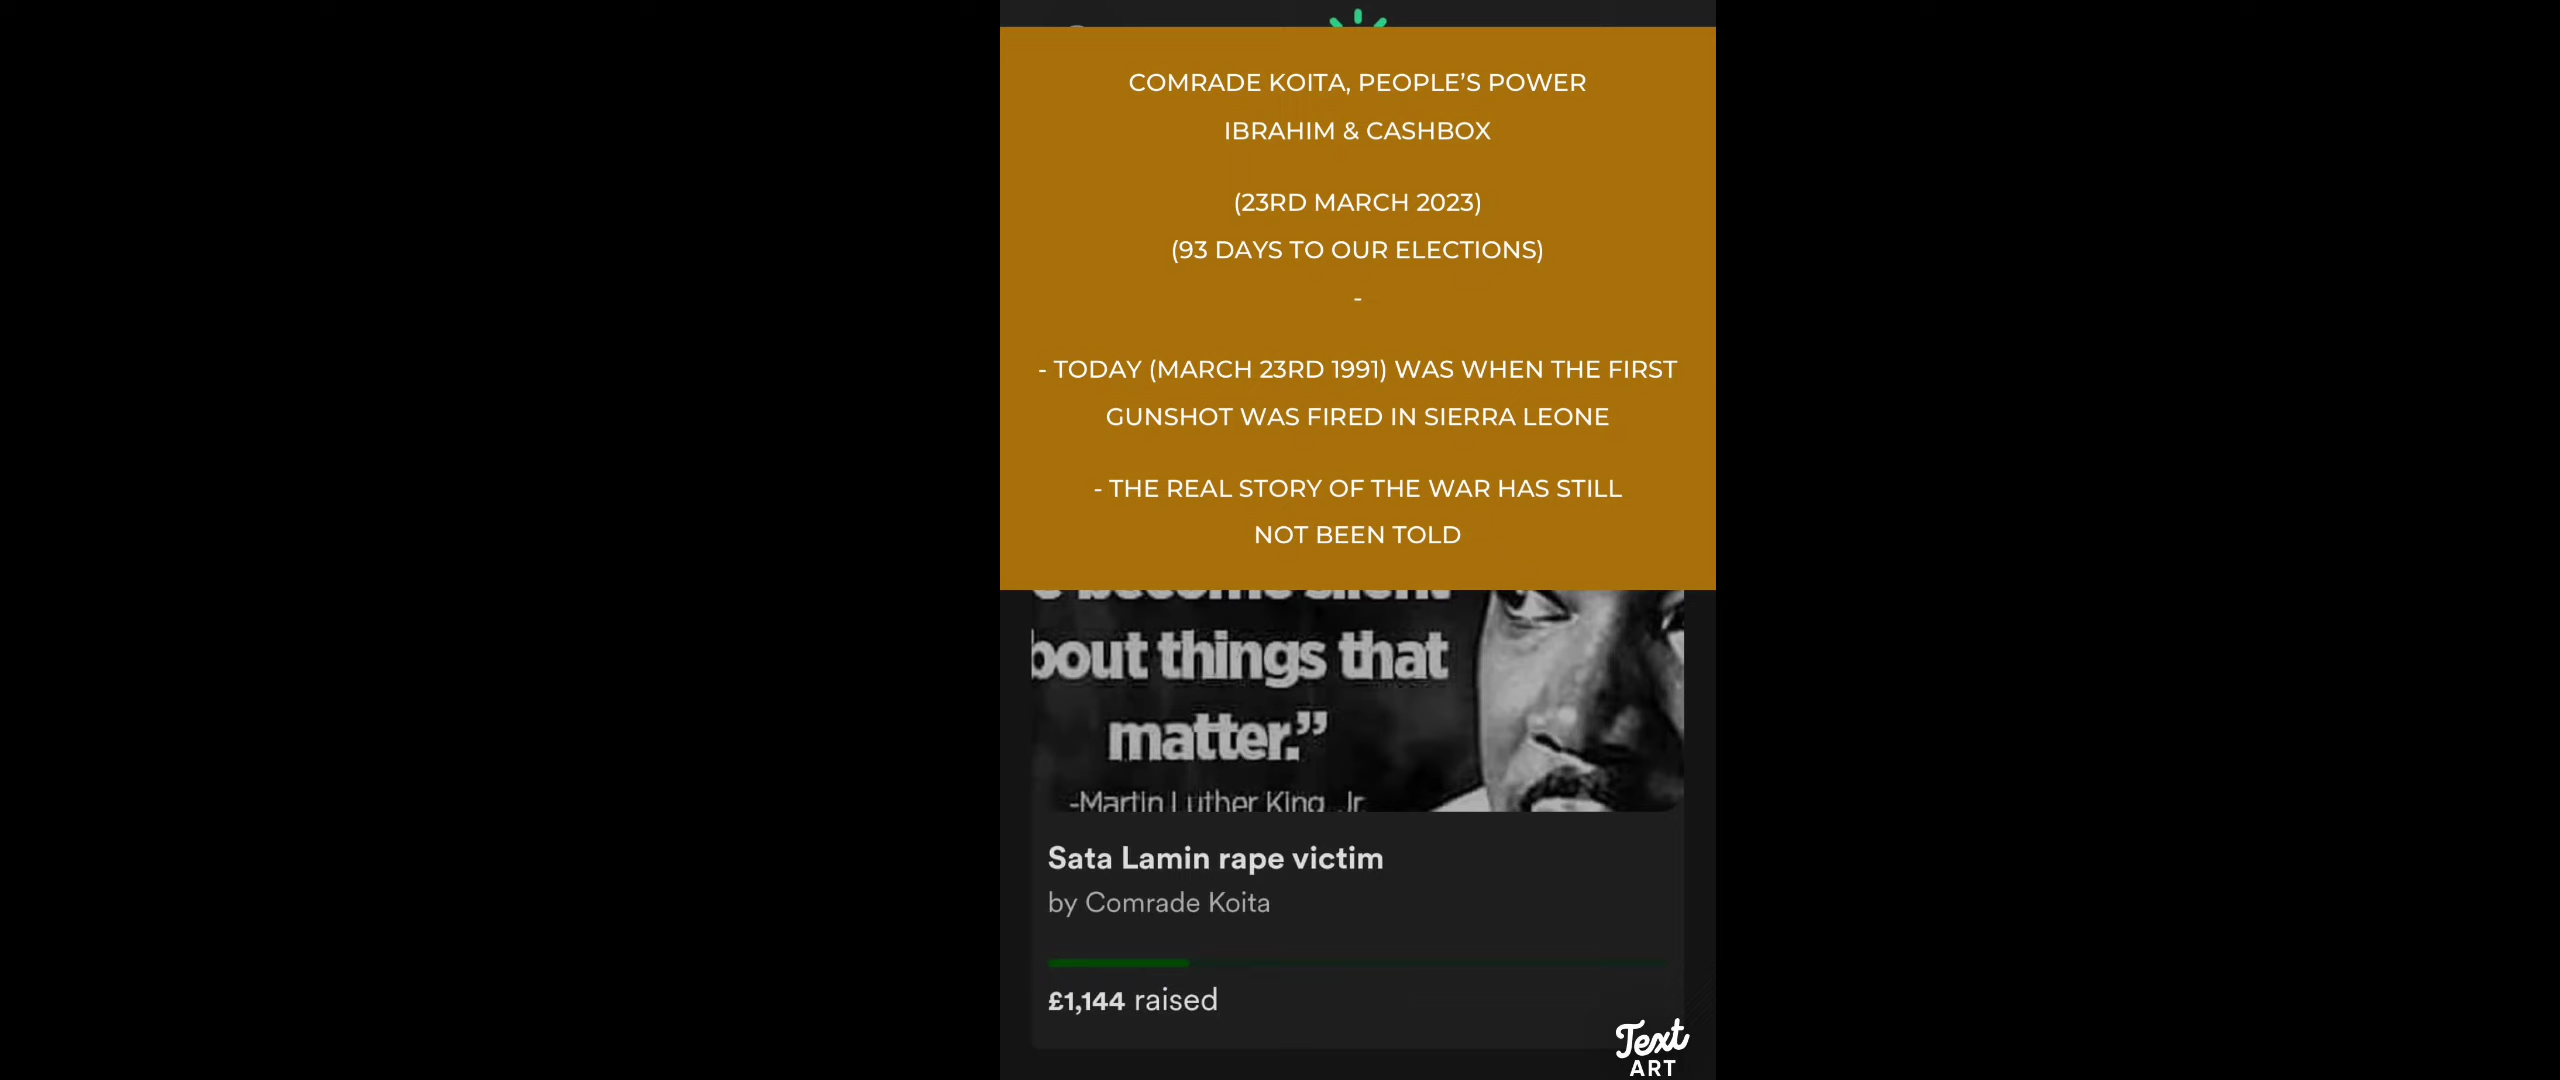 COMRADE KOITA, PEOPLE'S POWER
IBRAHIM & CASHBOX
(23RD MARCH 2023)
(93 DAYS TO OUR ELECTIONS)
-
- TODAY (MARCH 23RD 1991) WAS WHEN THE FIRST
GUNSHOT WAS FIRED IN SIERRA LEONE
- THE REAL STORY OF THE WAR HAS STILL
NOT BEEN TOLD
become silent
bout things that
matter.”
-Martin Luther King, Jr.
Sata Lamin rape victim
by Comrade Koita
£1,144 raised
Text
ART